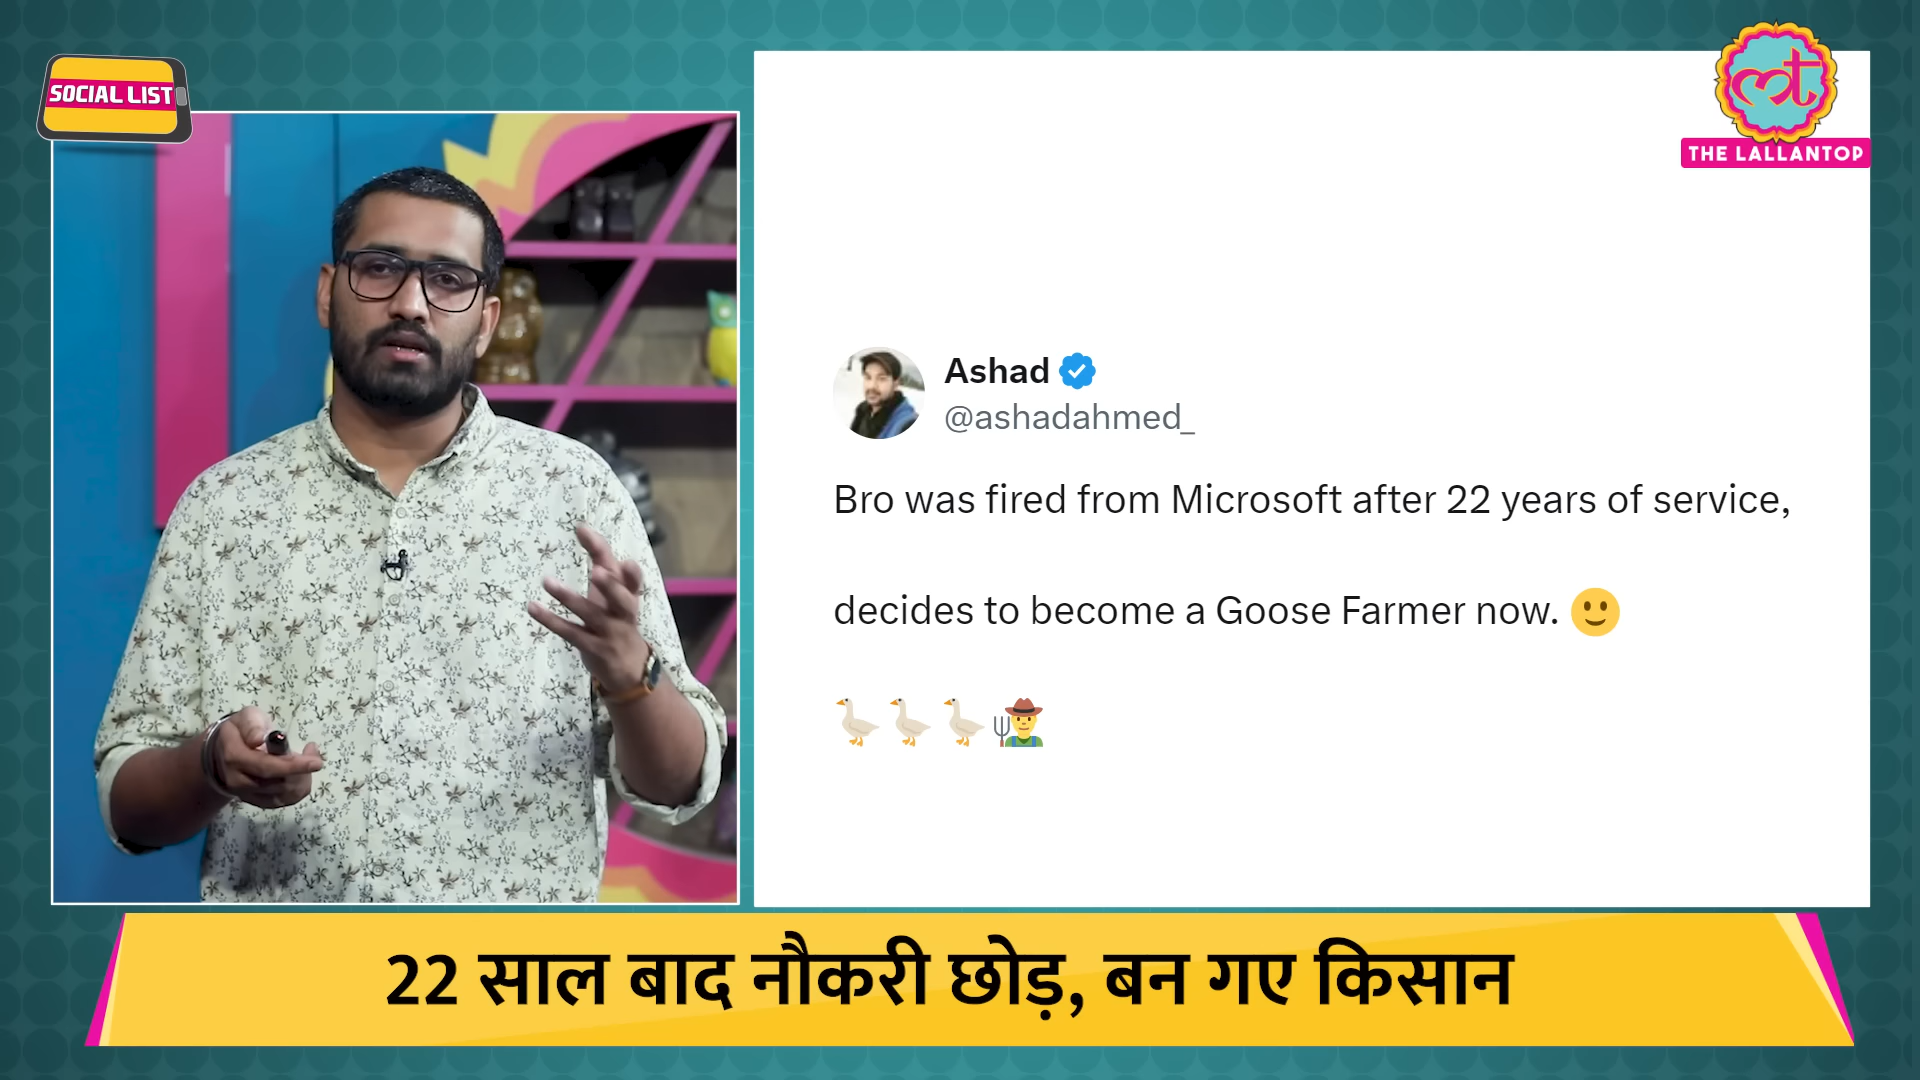 SOCIAL LIST
THE LALLANTOP
Ashad
@ashadahmed_
Bro was fired from Microsoft after 22 years of service,
decides to become a Goose Farmer now. 🙂
🪿🪿🪿👨‍🌾
22 साल बाद नौकरी छोड़, बन गए किसान